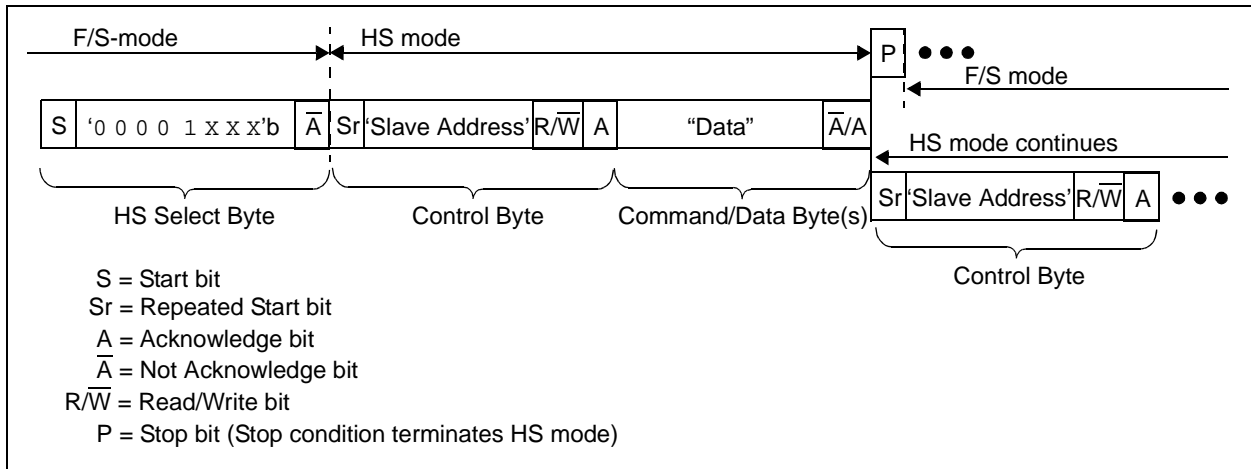 F/S-mode HS mode P ●●●
F/S mode
S '0 0 0 0 1 X X X'b A̅ Sr 'Slave Address' R/W̅ A "Data" A̅/A
HS mode continues
Sr 'Slave Address' R/W̅ A ●●●
HS Select Byte Control Byte Command/Data Byte(s)
Control Byte
S = Start bit
Sr = Repeated Start bit
A = Acknowledge bit
A̅ = Not Acknowledge bit
R/W̅ = Read/Write bit
P = Stop bit (Stop condition terminates HS mode)